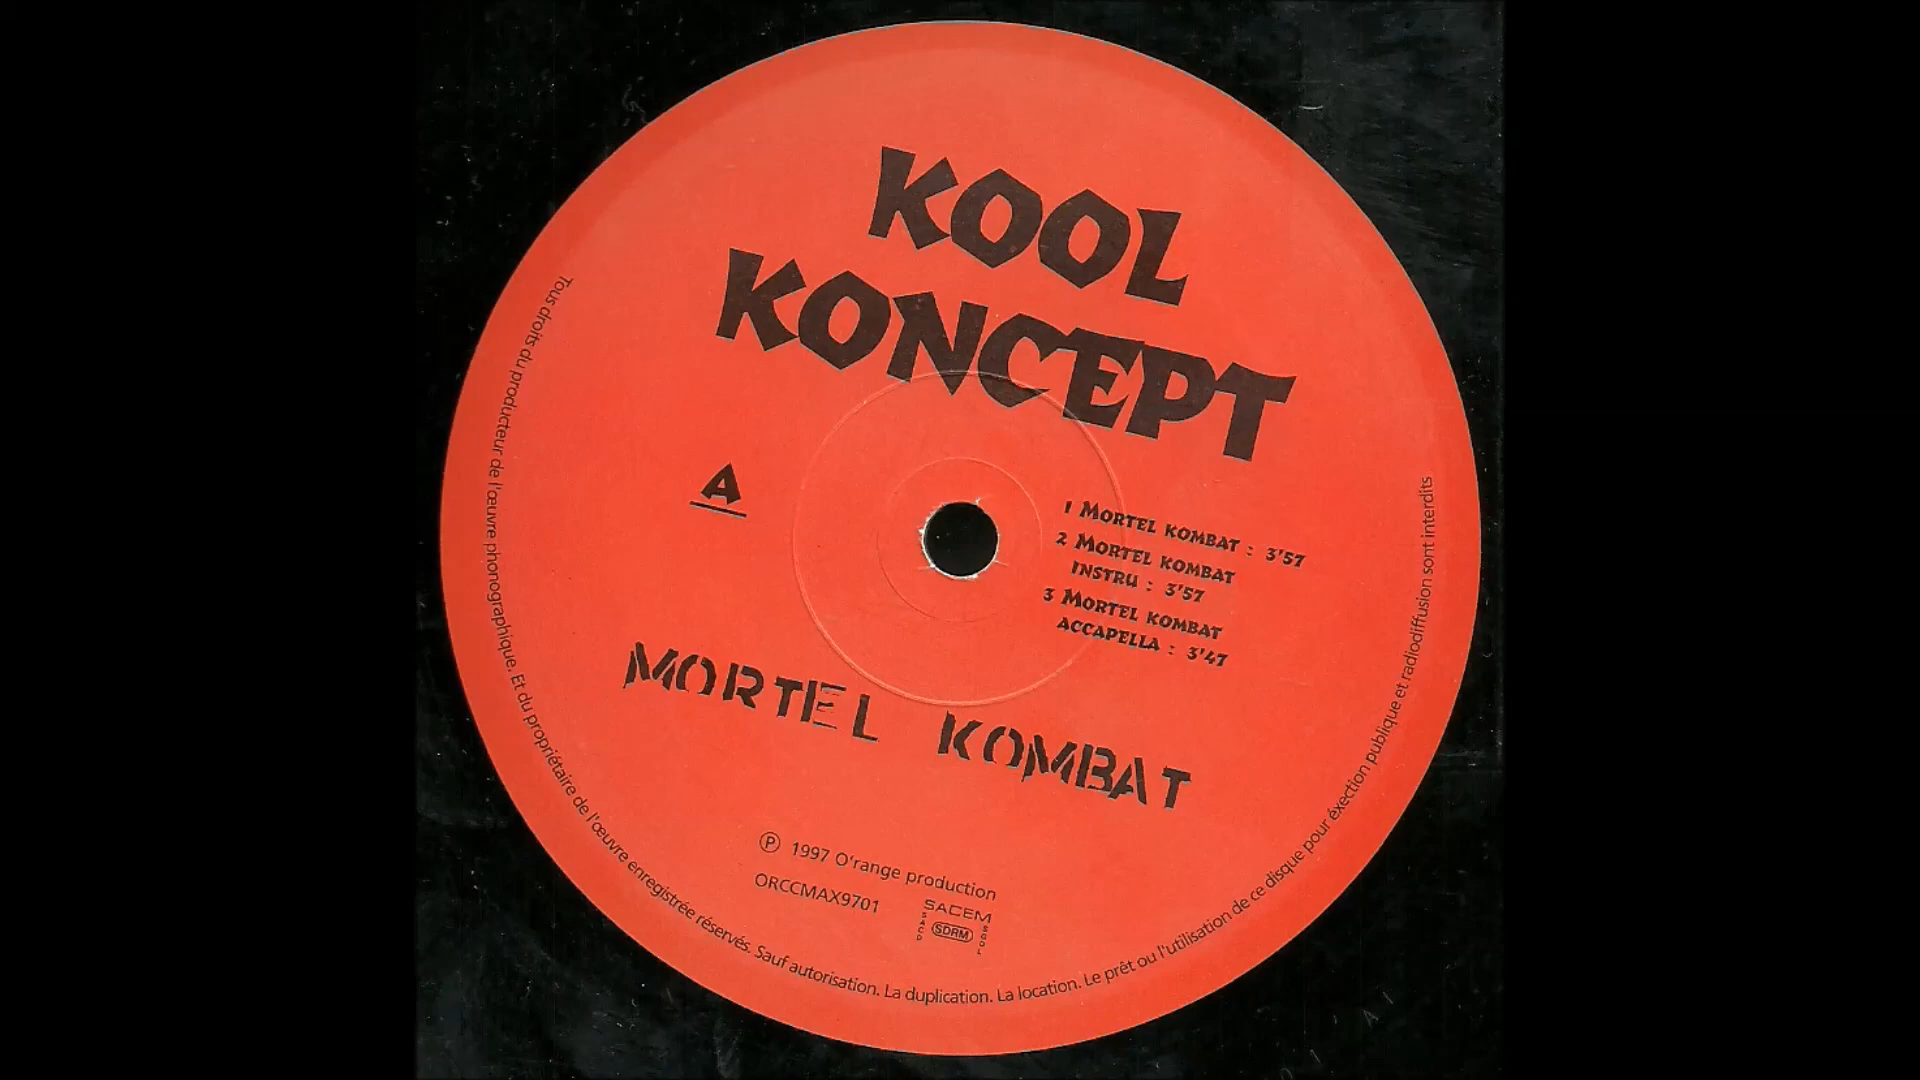 KOOL
KONCEPT
A
1 MORTEL KOMBAT : 3'57
2 MORTEL KOMBAT
INSTRU : 3'57
3 MORTEL KOMBAT
ACCAPELLA : 3'47
MORTEL KOMBAT
Ⓟ 1997 O'range production
ORCCMAX9701
SACEM
SACD SDRM SGDL
Tous droits du producteur de l'œuvre phonographique. Et du propriétaire de l'œuvre enregistrée réservés. Sauf autorisation. La duplication. La location. Le prêt ou l'utilisation de ce disque pour éxection publique et radiodiffusion sont interdits